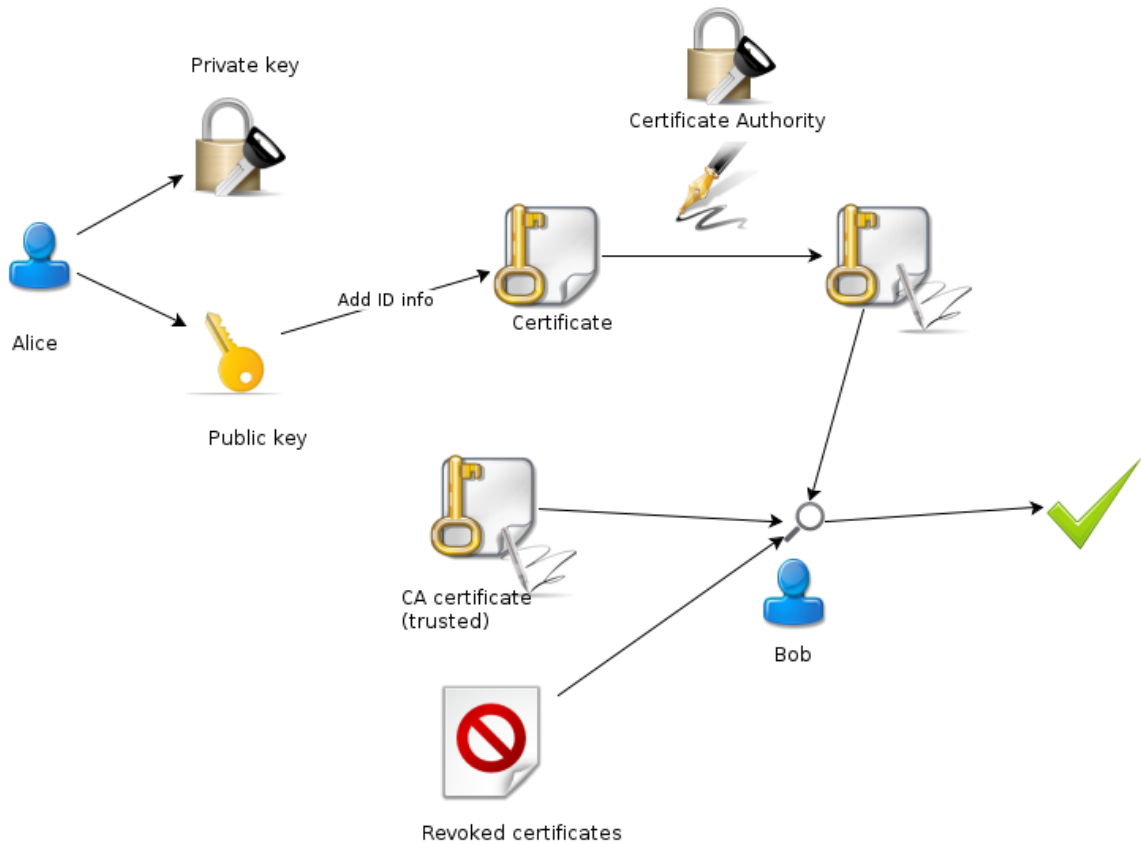 Private key
Certificate Authority
Add ID info
Certificate
Alice
Public key
CA certificate
(trusted)
Bob
Revoked certificates